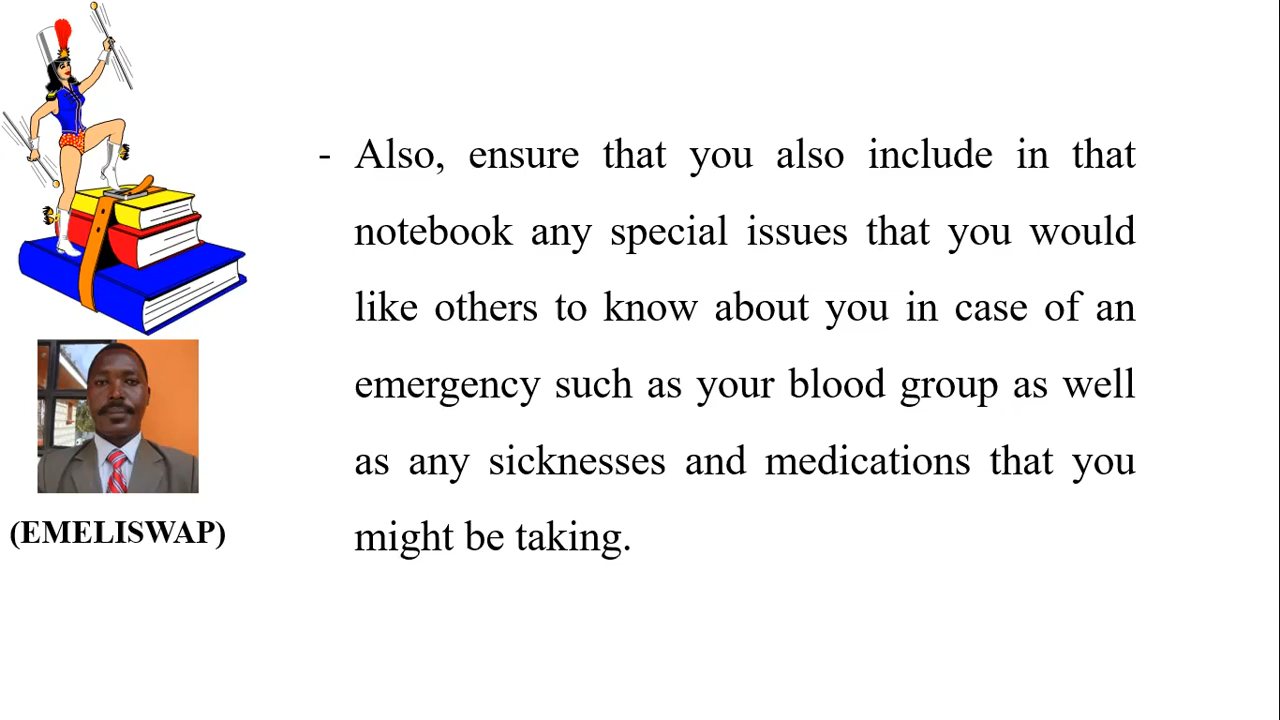 - Also, ensure that you also include in that
notebook any special issues that you would
like others to know about you in case of an
emergency such as your blood group as well
as any sicknesses and medications that you
might be taking.
(EMELISWAP)